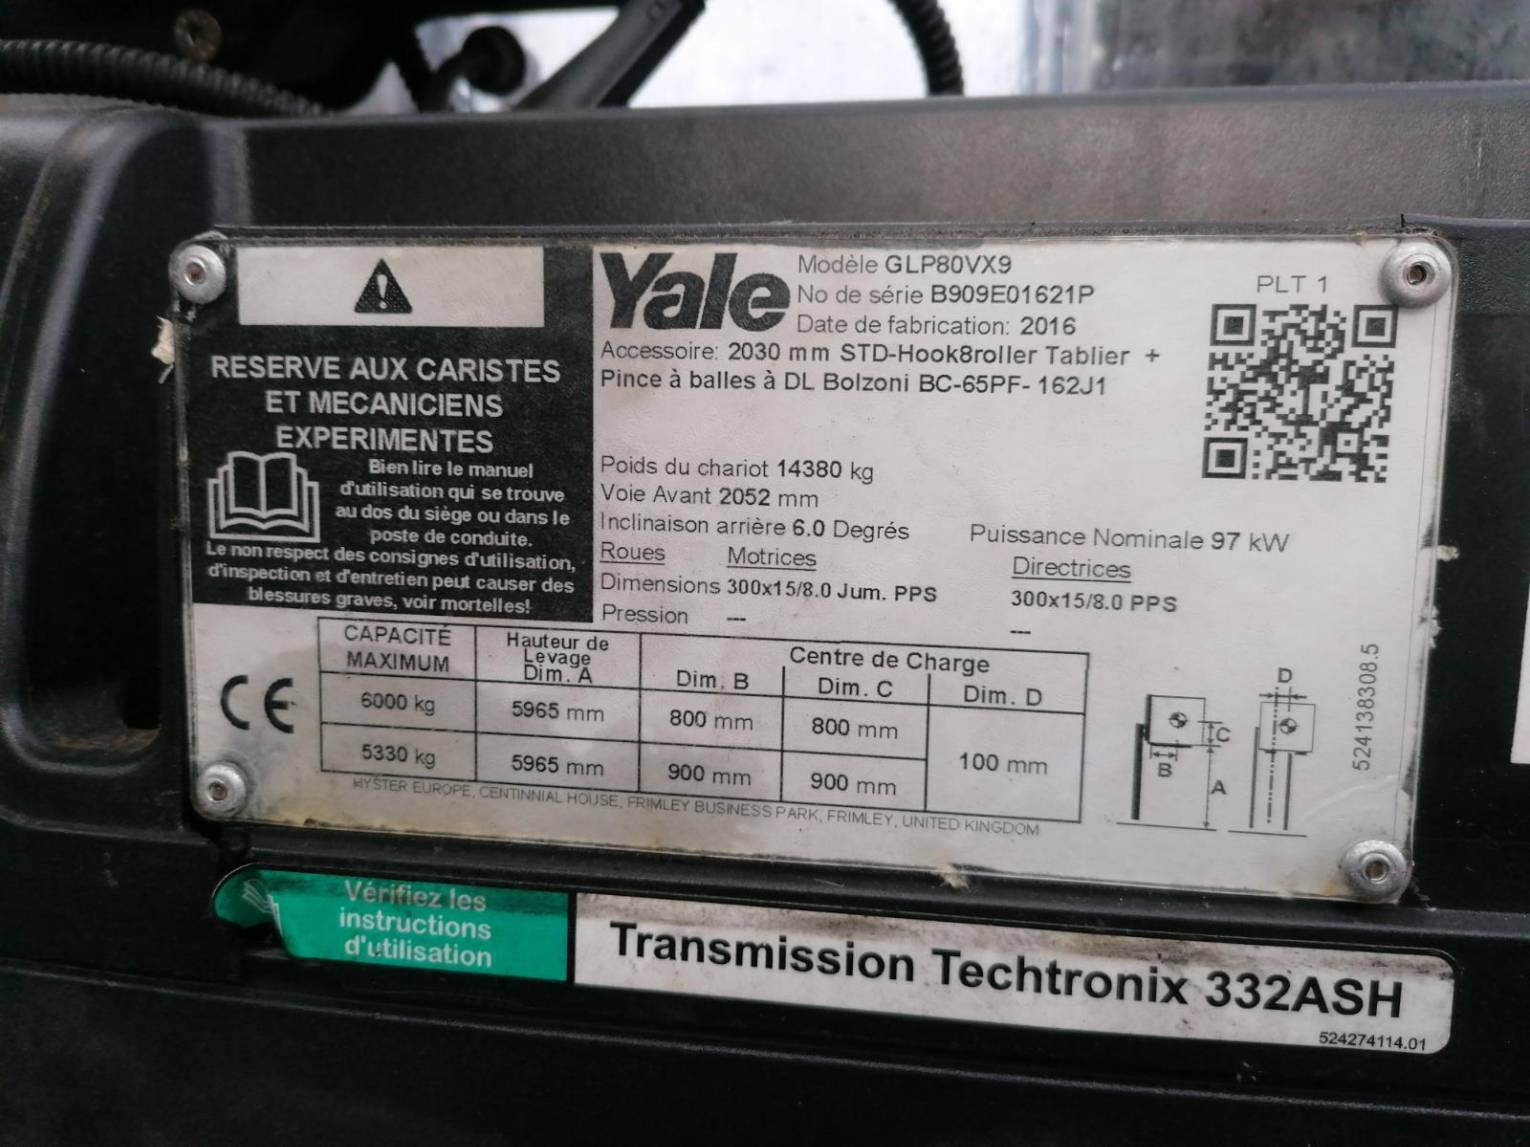 RESERVE AUX CARISTES
ET MECANICIENS
EXPERIMENTES
Bien lire le manuel
d'utilisation qui se trouve
au dos du siège ou dans le
poste de conduite.
Le non respect des consignes d'utilisation,
d'inspection et d'entretien peut causer des
blessures graves, voir mortelles!
Yale
Modèle GLP80VX9
No de série B909E01621P
Date de fabrication: 2016
Accessoire: 2030 mm STD-Hook8roller Tablier +
Pince à balles à DL Bolzoni BC-65PF- 162J1
PLT 1
Poids du chariot 14380 kg
Voie Avant 2052 mm
Inclinaison arrière 6.0 Degrés
Puissance Nominale 97 kW
Roues Motrices Directrices
Dimensions 300x15/8.0 Jum. PPS 300x15/8.0 PPS
Pression --- ---
CAPACITÉ MAXIMUM
Hauteur de Levage Dim. A
Centre de Charge
Dim. B Dim. C Dim. D
6000 kg 5965 mm 800 mm 800 mm
5330 kg 5965 mm 900 mm 900 mm
100 mm
CE
HYSTER EUROPE, CENTINNIAL HOUSE, FRIMLEY BUSINESS PARK, FRIMLEY, UNITED KINGDOM
B
C
A
D
524138308.5
Vérifiez les
instructions
d'utilisation
Transmission Techtronix 332ASH
524274114.01